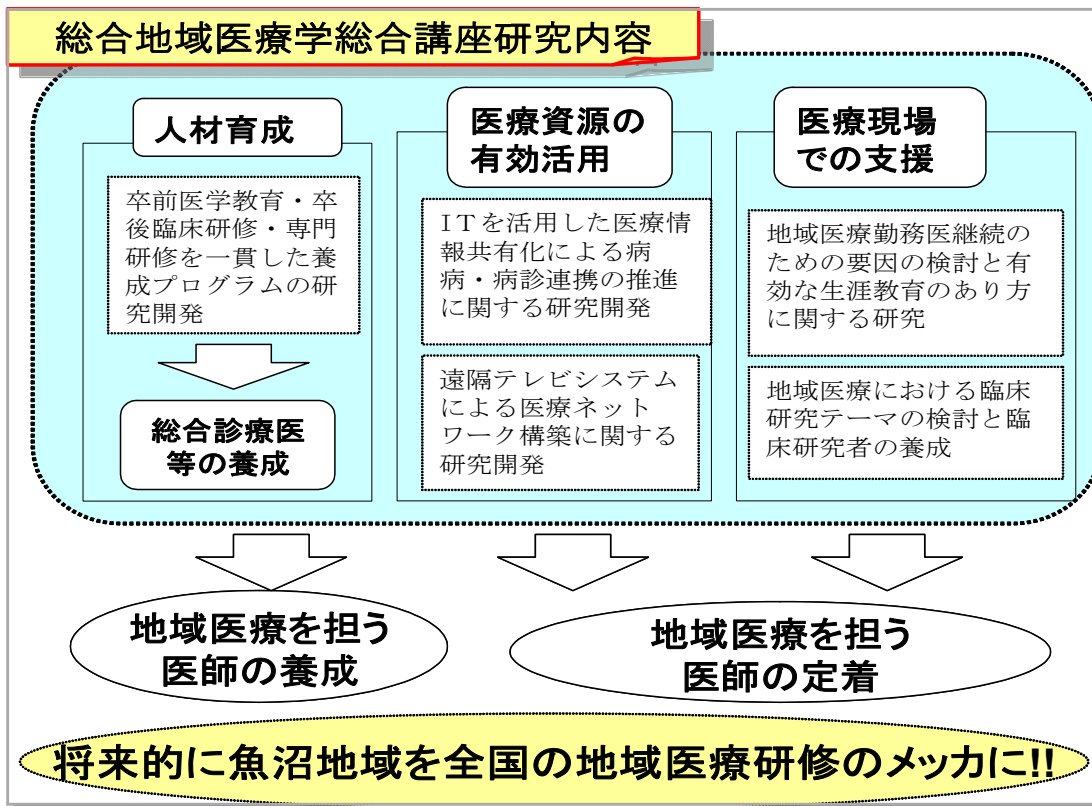 総合地域医療学総合講座研究内容
人材育成
卒前医学教育・卒
後臨床研修・専門
研修を一貫した養
成プログラムの研
究開発
総合診療医
等の養成
医療資源の
有効活用
ITを活用した医療情
報共有化による病
病・病診連携の推進
に関する研究開発
遠隔テレビシステム
による医療ネット
ワーク構築に関する
研究開発
医療現場
での支援
地域医療勤務医継続の
ための要因の検討と有
効な生涯教育のあり方
に関する研究
地域医療における臨床
研究テーマの検討と臨
床研究者の養成
地域医療を担う
医師の養成
地域医療を担う
医師の定着
将来的に魚沼地域を全国の地域医療研修のメッカに!!